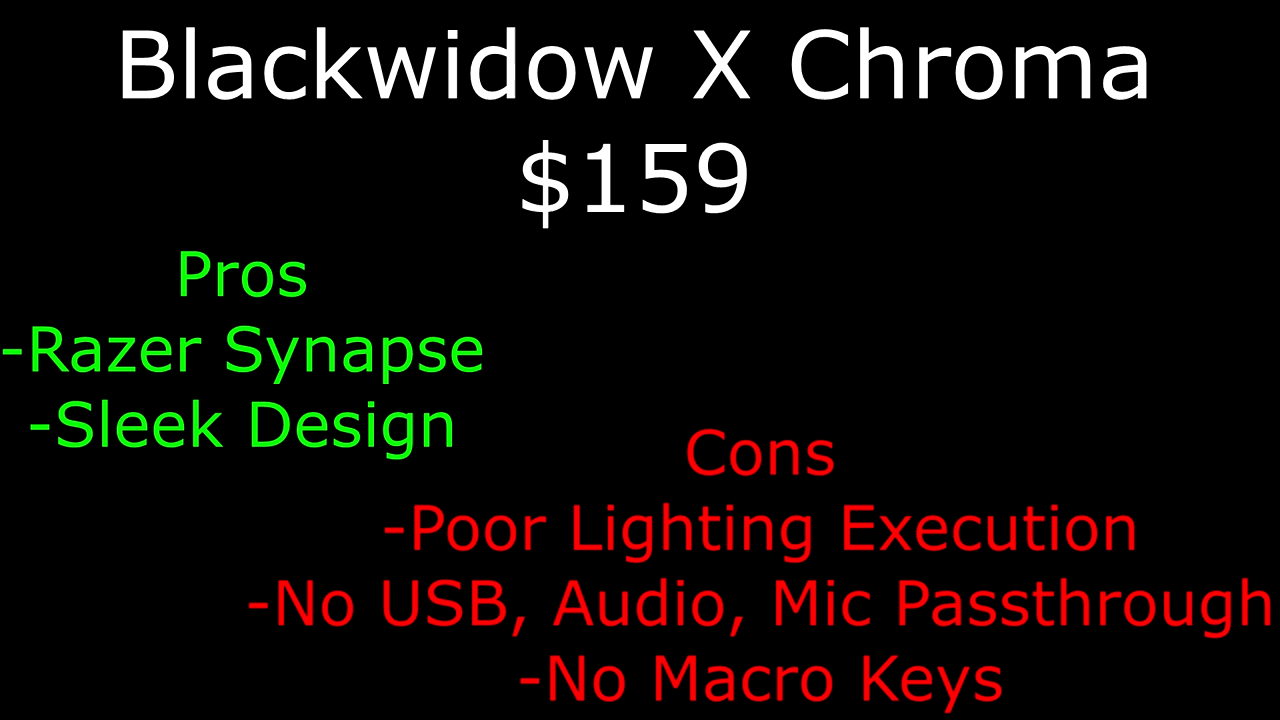 Blackwidow X Chroma
$159
Pros
-Razer Synapse
-Sleek Design
Cons
-Poor Lighting Execution
-No USB, Audio, Mic Passthrough
-No Macro Keys